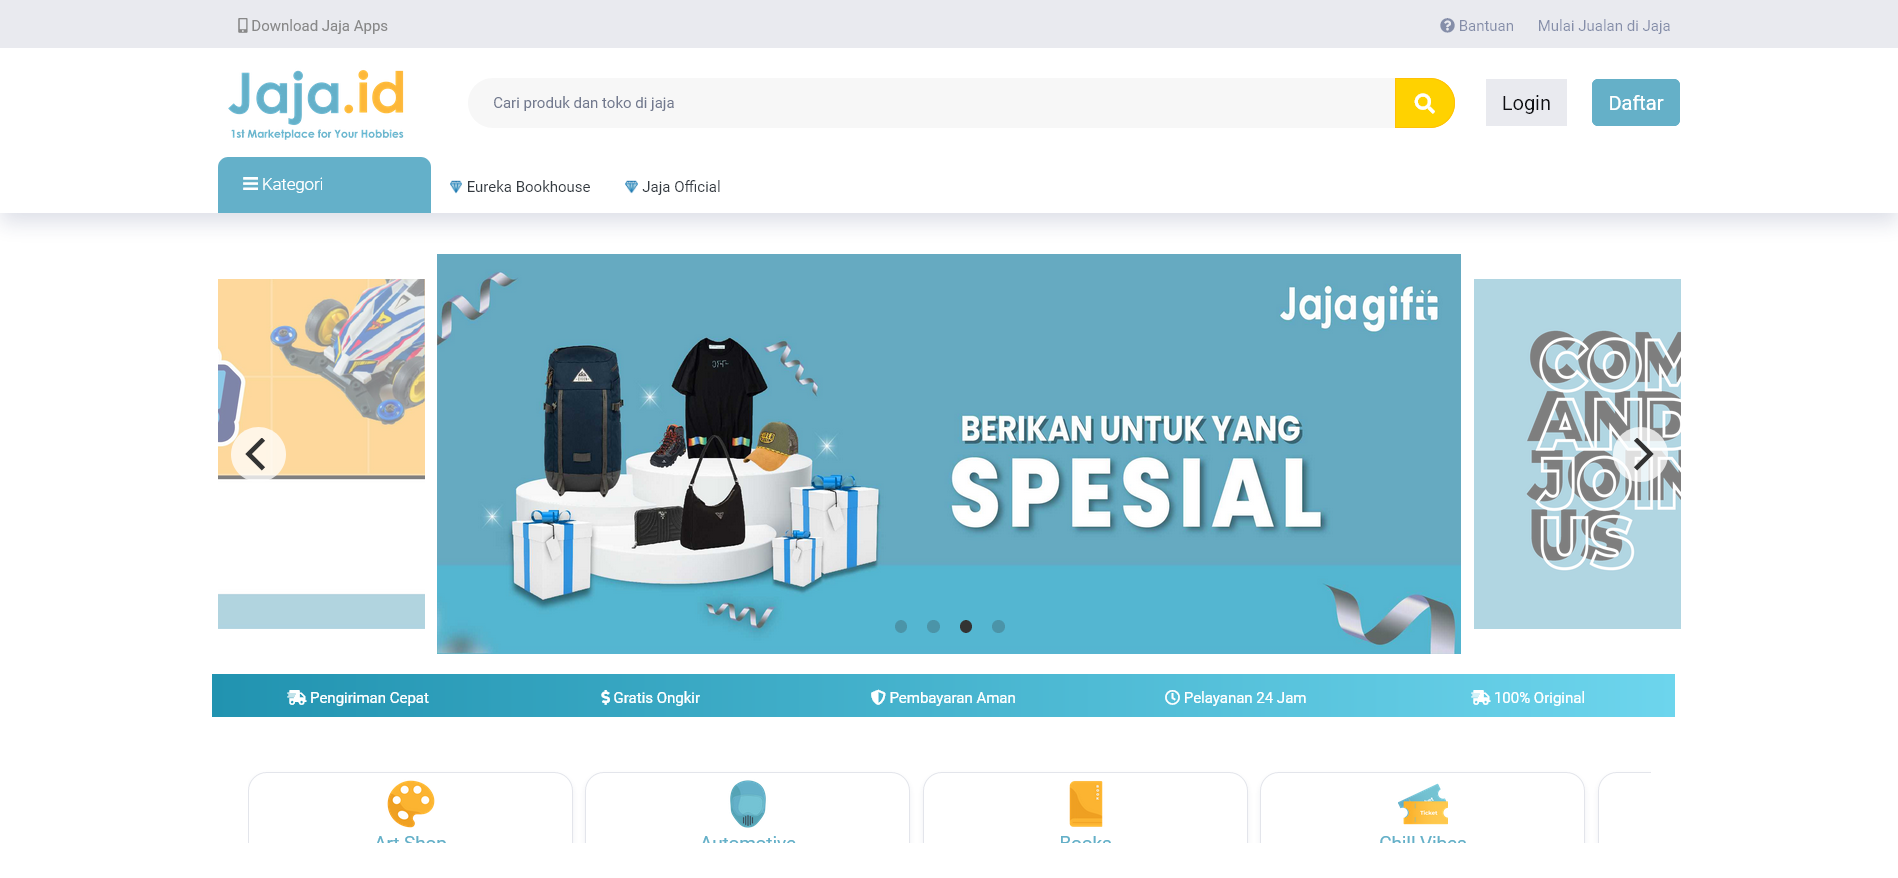 Download Jaja Apps
Bantuan
Mulai Jualan di Jaja
Jaja.id
1st Marketplace for Your Hobbies
Cari produk dan toko di jaja
Login
Daftar
Kategori
Eureka Bookhouse
Jaja Official
Jajagift
BERIKAN UNTUK YANG
SPESIAL
COM
AND
JOIN
US
Pengiriman Cepat
Gratis Ongkir
Pembayaran Aman
Pelayanan 24 Jam
100% Original
Ticket
Art Shop
Automotive
Books
Chill Vibes